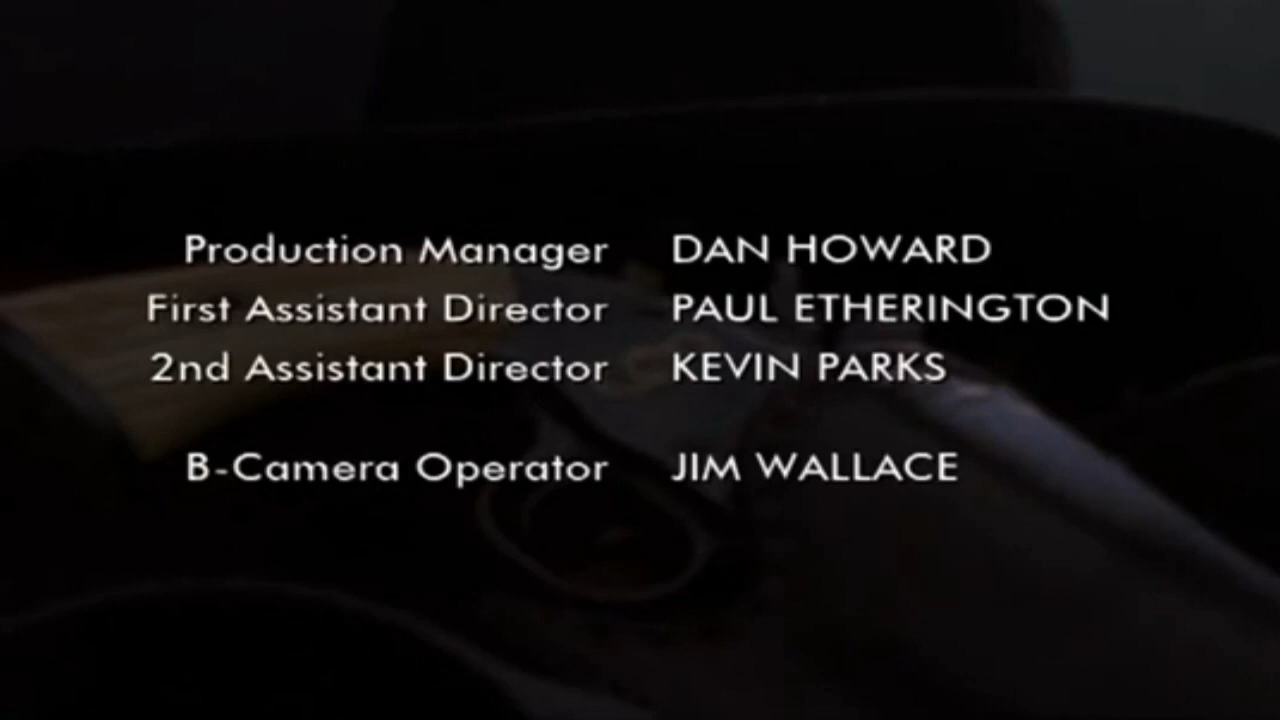 Production Manager DAN HOWARD
First Assistant Director PAUL ETHERINGTON
2nd Assistant Director KEVIN PARKS
B-Camera Operator JIM WALLACE